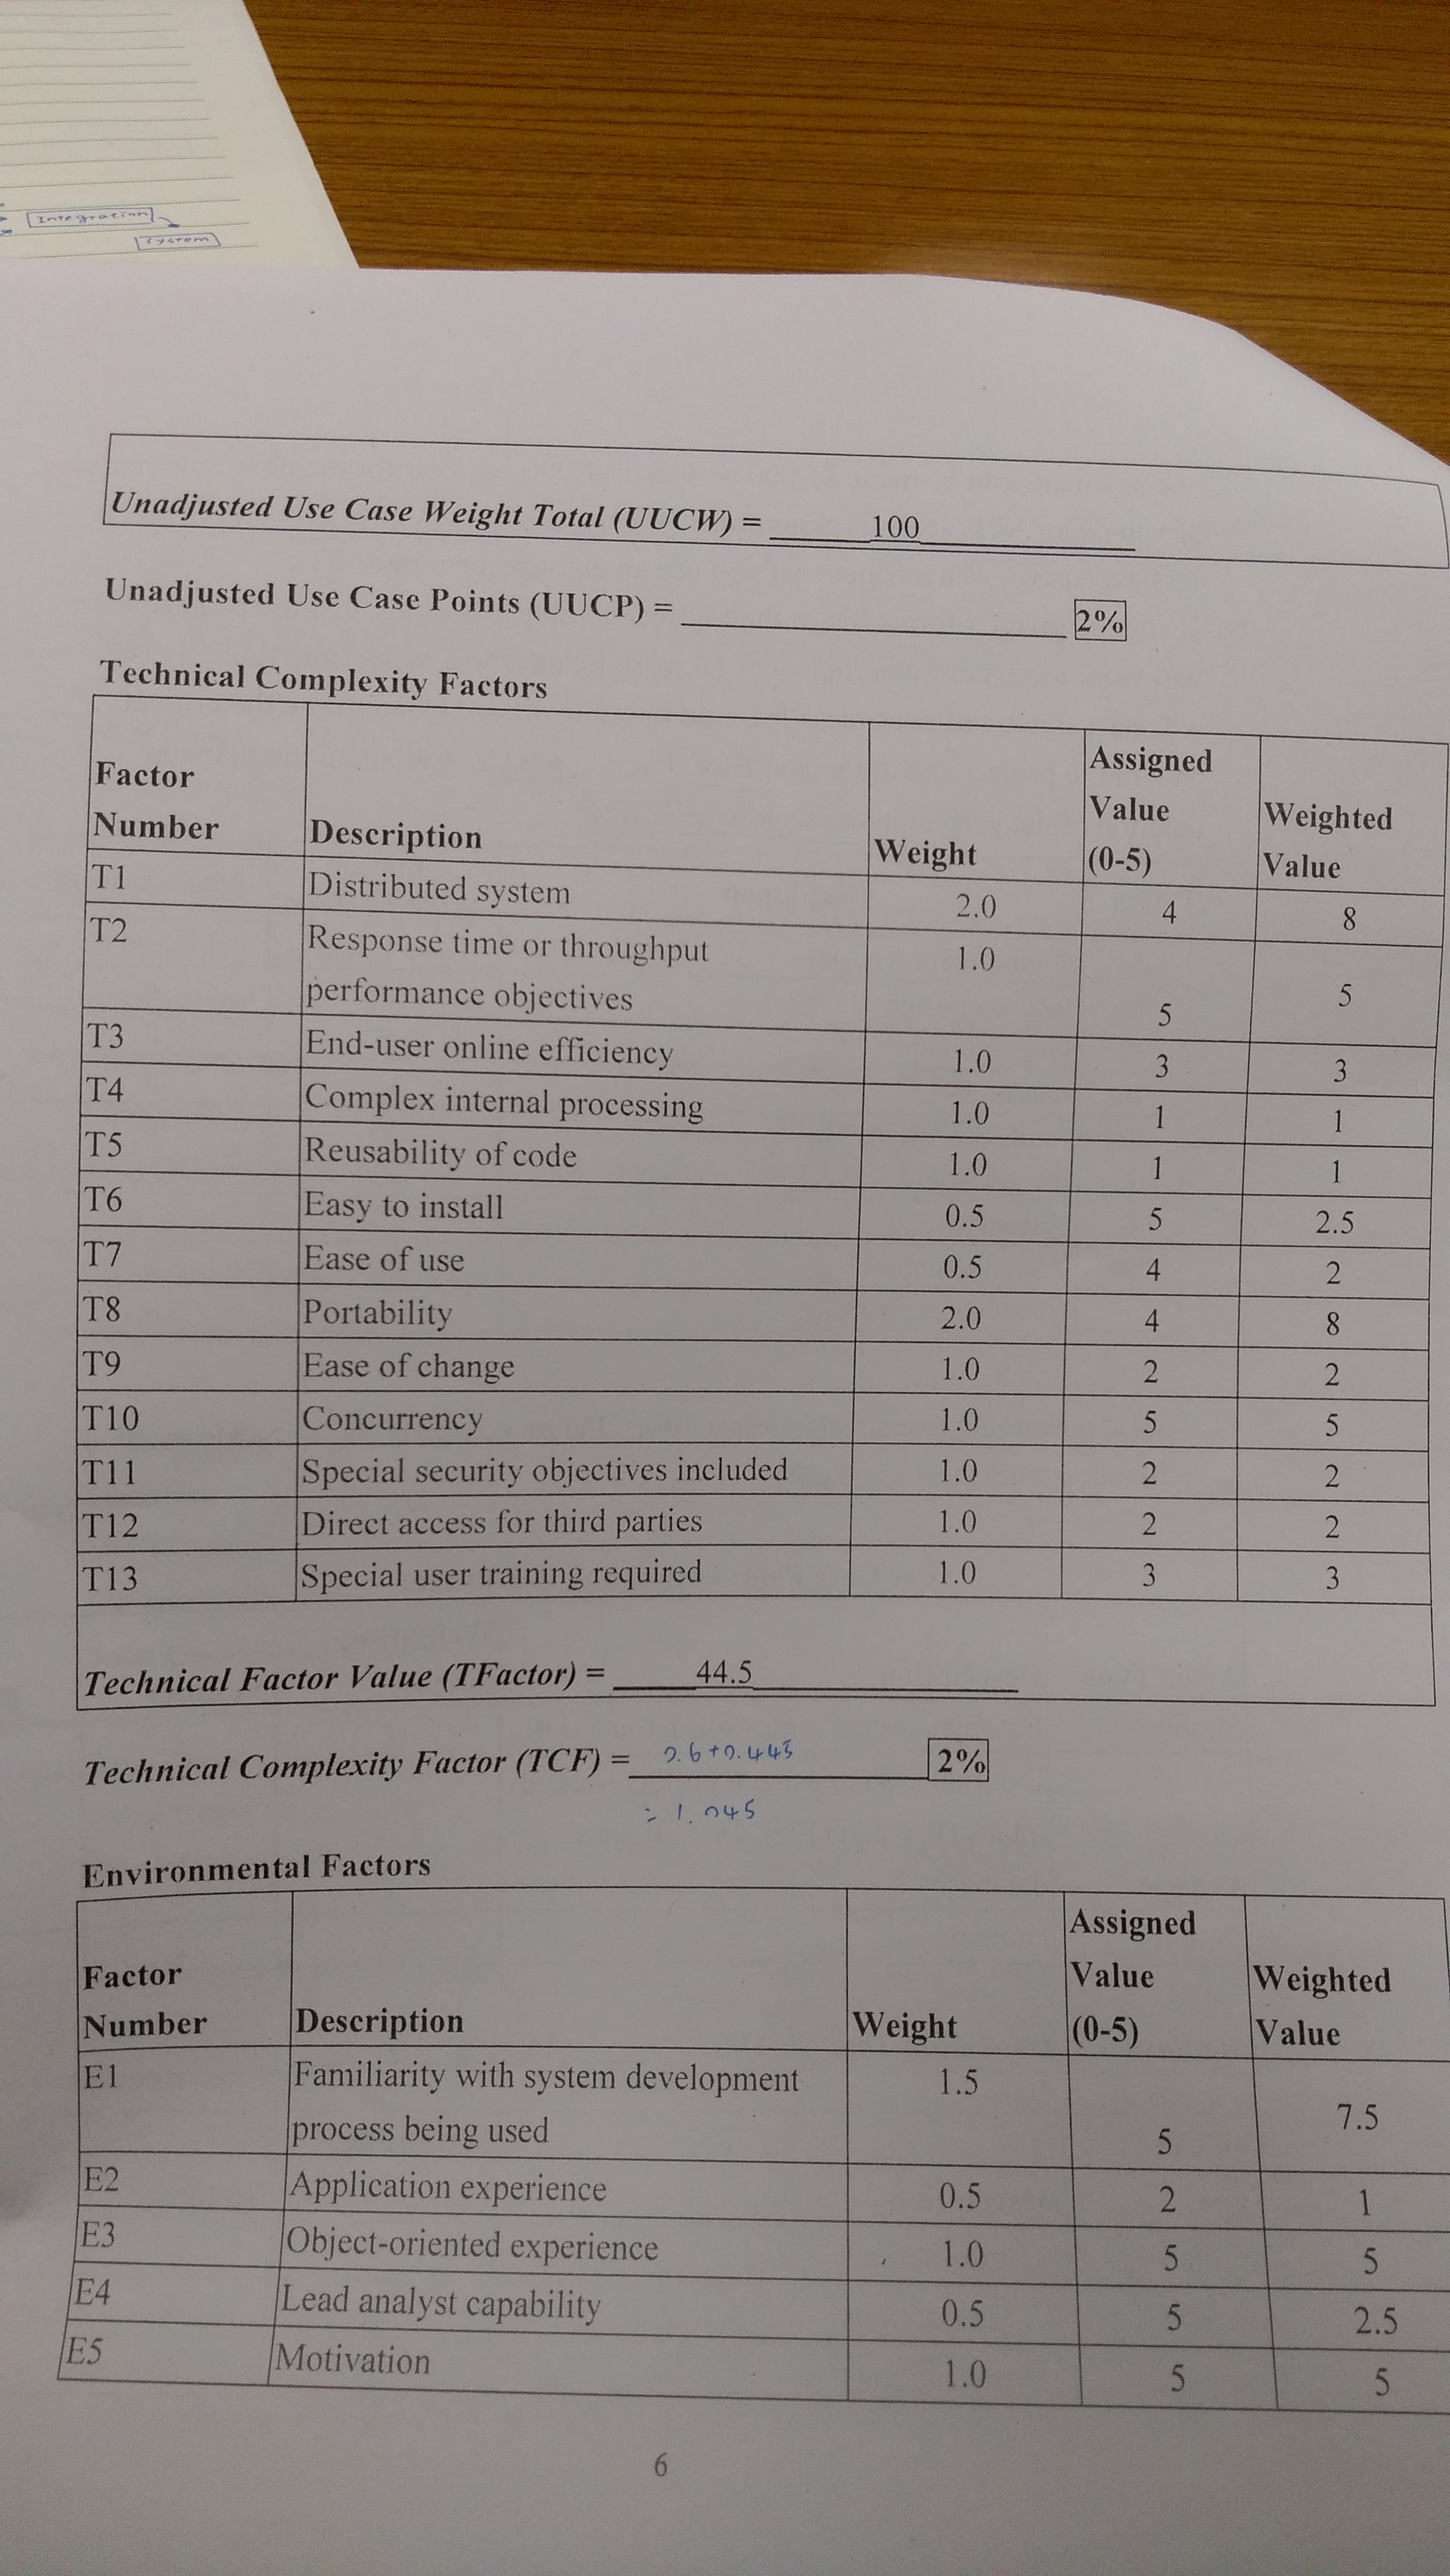 Integration
system
Unadjusted Use Case Weight Total (UUCW) = 100
Unadjusted Use Case Points (UUCP) = 2%
Technical Complexity Factors
Factor Number Description Weight Assigned Value (0-5) Weighted Value
T1 Distributed system 2.0 4 8
T2 Response time or throughput performance objectives 1.0 5 5
T3 End-user online efficiency 1.0 3 3
T4 Complex internal processing 1.0 1 1
T5 Reusability of code 1.0 1 1
T6 Easy to install 0.5 5 2.5
T7 Ease of use 0.5 4 2
T8 Portability 2.0 4 8
T9 Ease of change 1.0 2 2
T10 Concurrency 1.0 5 5
T11 Special security objectives included 1.0 2 2
T12 Direct access for third parties 1.0 2 2
T13 Special user training required 1.0 3 3
Technical Factor Value (TFactor) = 44.5
Technical Complexity Factor (TCF) = 0.6+0.445 2%
= 1.045
Environmental Factors
Factor Number Description Weight Assigned Value (0-5) Weighted Value
E1 Familiarity with system development process being used 1.5 5 7.5
E2 Application experience 0.5 2 1
E3 Object-oriented experience 1.0 5 5
E4 Lead analyst capability 0.5 5 2.5
E5 Motivation 1.0 5 5
6